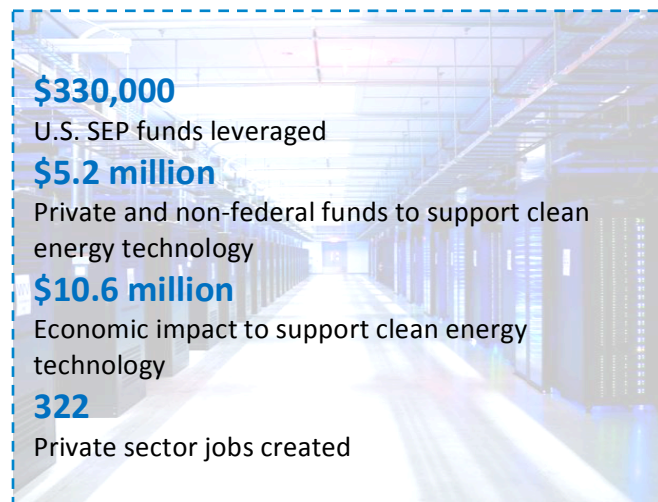 $330,000
U.S. SEP funds leveraged
$5.2 million
Private and non-federal funds to support clean
energy technology
$10.6 million
Economic impact to support clean energy
technology
322
Private sector jobs created